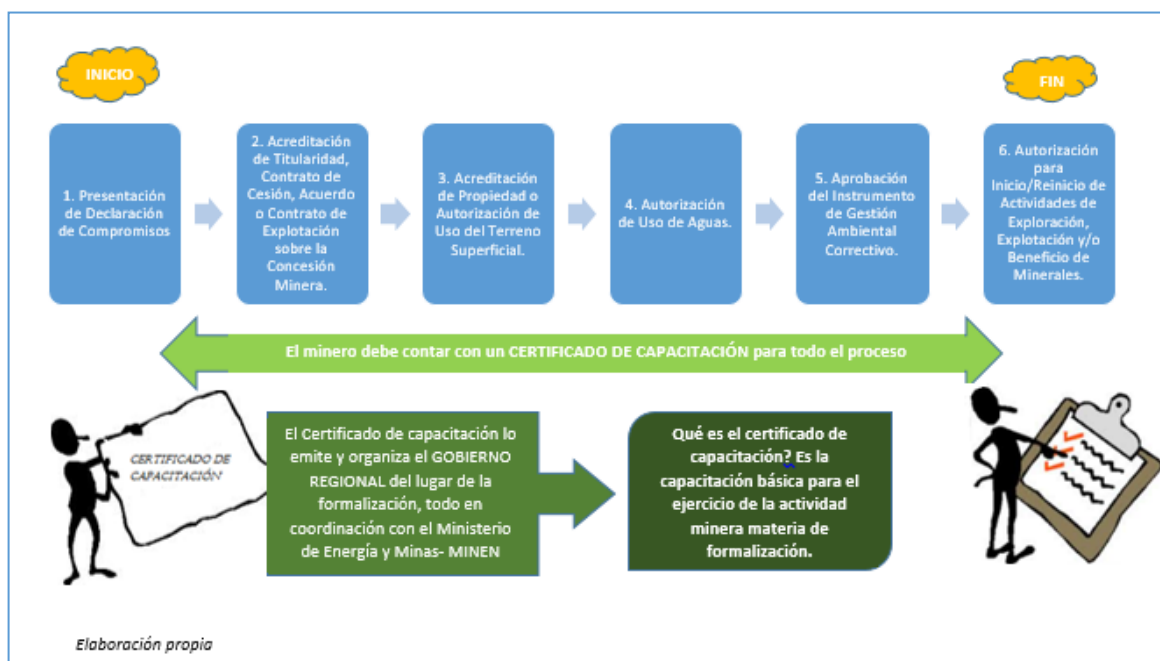 INICIO
FIN
1. Presentación
de Declaración
de Compromisos
2. Acreditación
de Titularidad,
Contrato de
Cesión, Acuerdo
o Contrato de
Explotación
sobre la
Concesión
Minera.
3. Acreditación
de Propiedad o
Autorización de
Uso del Terreno
Superficial.
4. Autorización
de Uso de Aguas.
5. Aprobación
del Instrumento
de Gestión
Ambiental
Correctivo.
6. Autorización
para
Inicio/Reinicio de
Actividades de
Exploración,
Explotación y/o
Beneficio de
Minerales.
El minero debe contar con un CERTIFICADO DE CAPACITACIÓN para todo el proceso
CERTIFICADO DE
CAPACITACIÓN
El Certificado de capacitación lo
emite y organiza el GOBIERNO
REGIONAL del lugar de la
formalización, todo en
coordinación con el Ministerio
de Energía y Minas- MINEN
Qué es el certificado de
capacitación? Es la
capacitación básica para el
ejercicio de la actividad
minera materia de
formalización.
Elaboración propia